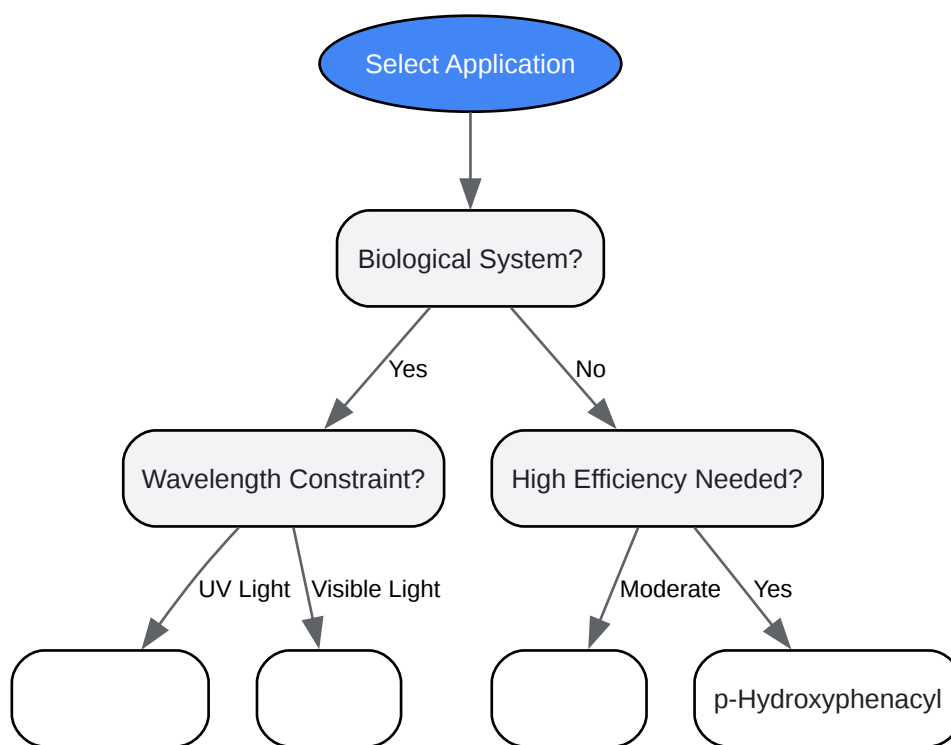 Select Application
Biological System?
Yes
No
Wavelength Constraint?
High Efficiency Needed?
UV Light
Visible Light
Moderate
Yes
p-Hydroxyphenacyl